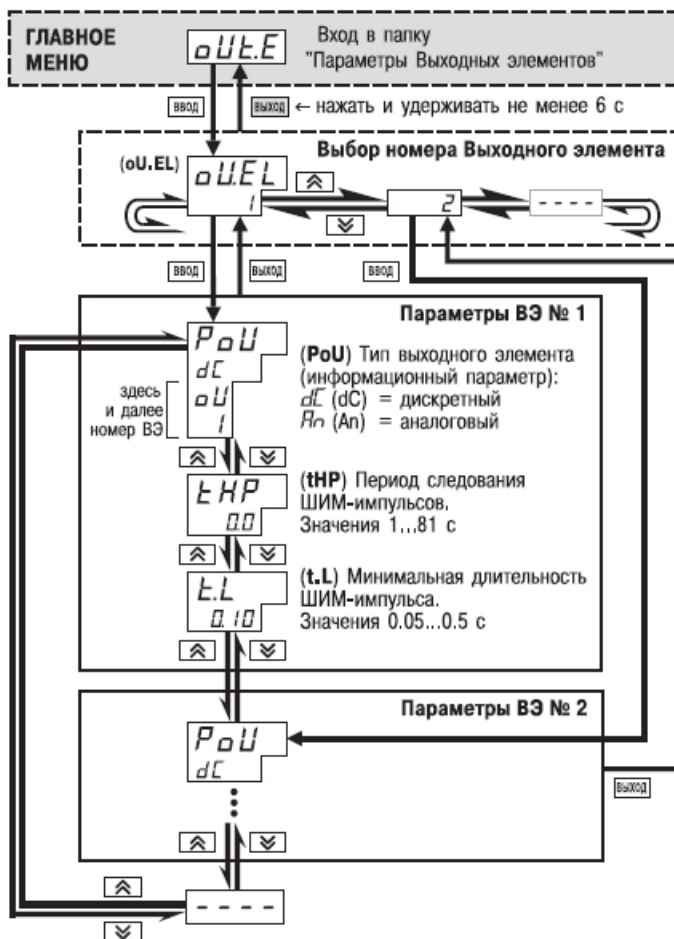 ГЛАВНОЕ
МЕНЮ
oUt.E
Вход в папку
"Параметры Выходных элементов"
ввод
выход ← нажать и удерживать не менее 6 с
Выбор номера Выходного элемента
(oU.EL)
oU.EL
1
2
- - - -
ввод
выход
ввод
Параметры ВЭ № 1
PoU
dC
oU
1
здесь
и далее
номер ВЭ
(PoU) Тип выходного элемента
(информационный параметр):
dC (dC) = дискретный
An (An) = аналоговый
tHP
0.0
(tHP) Период следования
ШИМ-импульсов.
Значения 1...81 с
t.L
0.10
(t.L) Минимальная длительность
ШИМ-импульса.
Значения 0.05...0.5 с
Параметры ВЭ № 2
PoU
dC
выход
- - - -